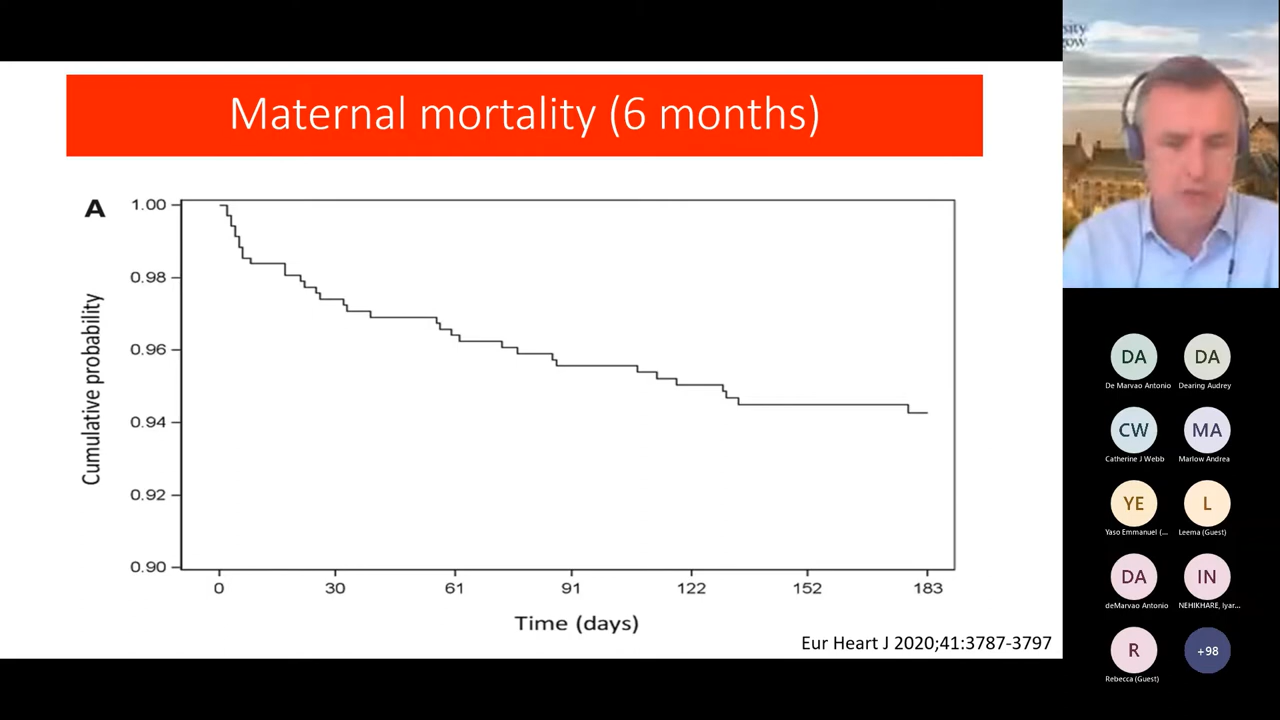 Maternal mortality (6 months)
A
1.00
0.98
0.96
0.94
0.92
0.90
Cumulative probability
0 30 61 91 122 152 183
Time (days)
Eur Heart J 2020;41:3787-3797
sity
gow
DA DA
De Marvao Antonio Dearing Audrey
CW MA
Catherine J Webb Marlow Andrea
YE L
Yaso Emmanuel (... Leema (Guest)
DA IN
deMarvao Antonio NEHIKHARE, Iyar...
R +98
Rebecca (Guest)